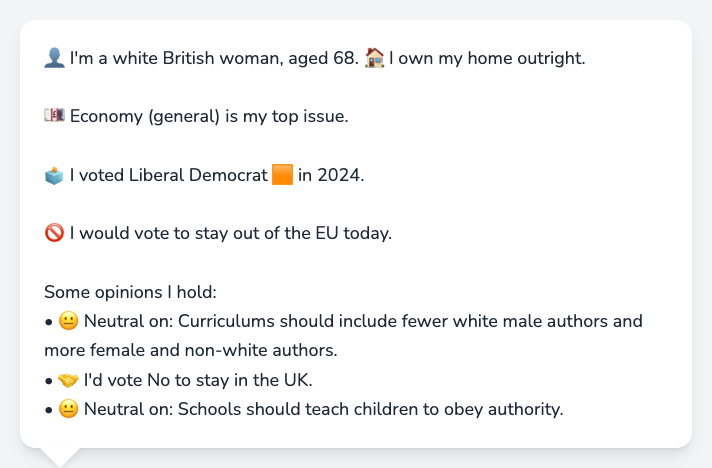 👤 I'm a white British woman, aged 68. 🏠 I own my home outright.
💷 Economy (general) is my top issue.
🗳️ I voted Liberal Democrat 🟧 in 2024.
🚫 I would vote to stay out of the EU today.
Some opinions I hold:
• 😐 Neutral on: Curriculums should include fewer white male authors and
more female and non-white authors.
• 🤝 I'd vote No to stay in the UK.
• 😐 Neutral on: Schools should teach children to obey authority.